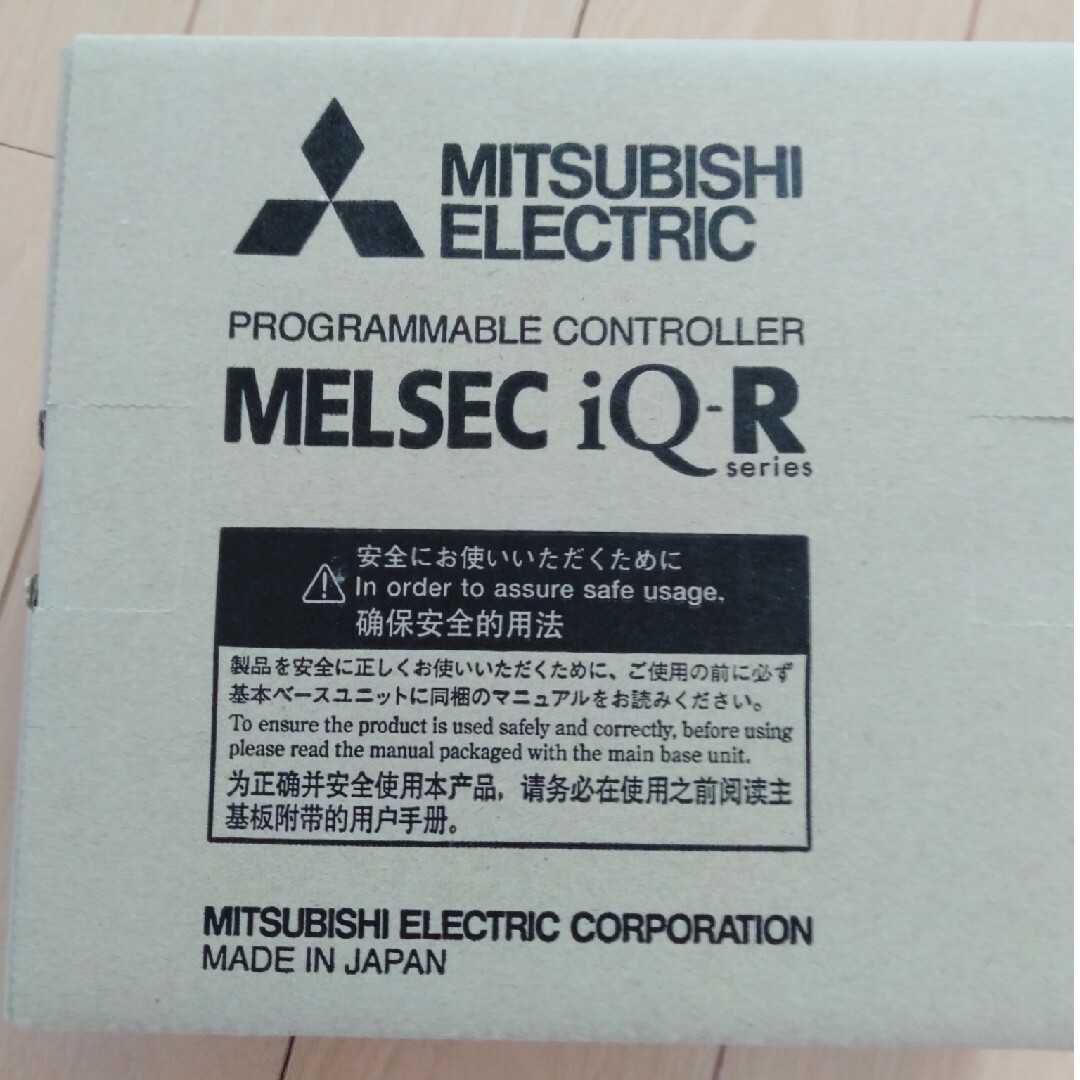 MITSUBISHI
ELECTRIC
PROGRAMMABLE CONTROLLER
MELSEC iQ-R
series
安全にお使いいただくために
In order to assure safe usage.
确保安全的用法
製品を安全に正しくお使いいただくために、ご使用の前に必ず
基本ベースユニットに同梱のマニュアルをお読みください。
To ensure the product is used safely and correctly, before using
please read the manual packaged with the main base unit.
为正确并安全使用本产品，请务必在使用之前阅读主
基板附带的用户手册。
MITSUBISHI ELECTRIC CORPORATION
MADE IN JAPAN